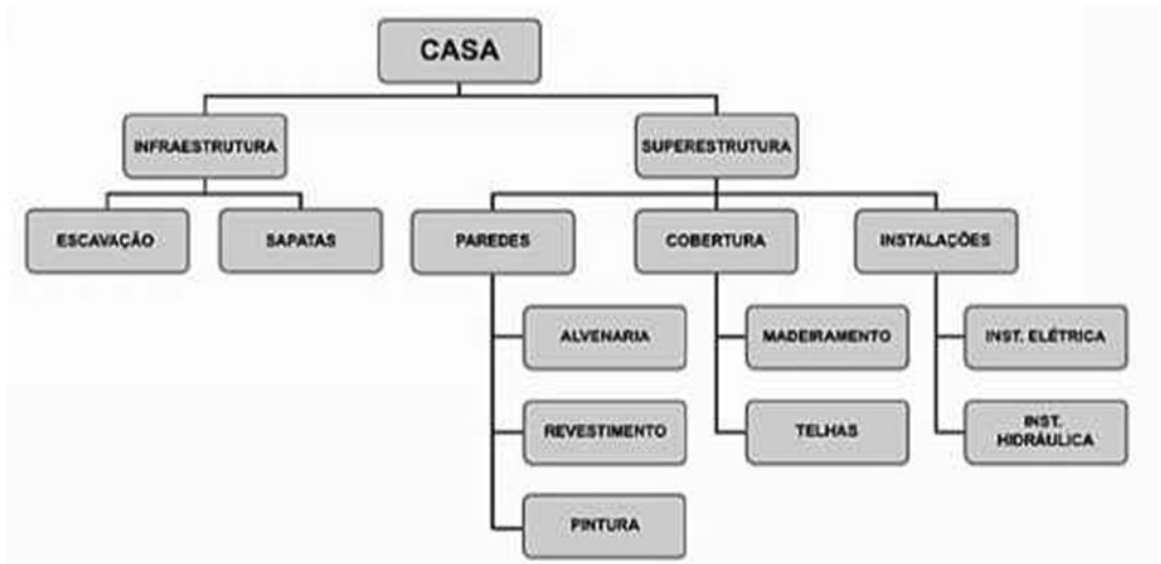 CASA
INFRAESTRUTURA
SUPERESTRUTURA
ESCAVAÇÃO
SAPATAS
PAREDES
COBERTURA
INSTALAÇÕES
ALVENARIA
MADEIRAMENTO
INST. ELÉTRICA
REVESTIMENTO
TELHAS
INST.
HIDRÁULICA
PINTURA